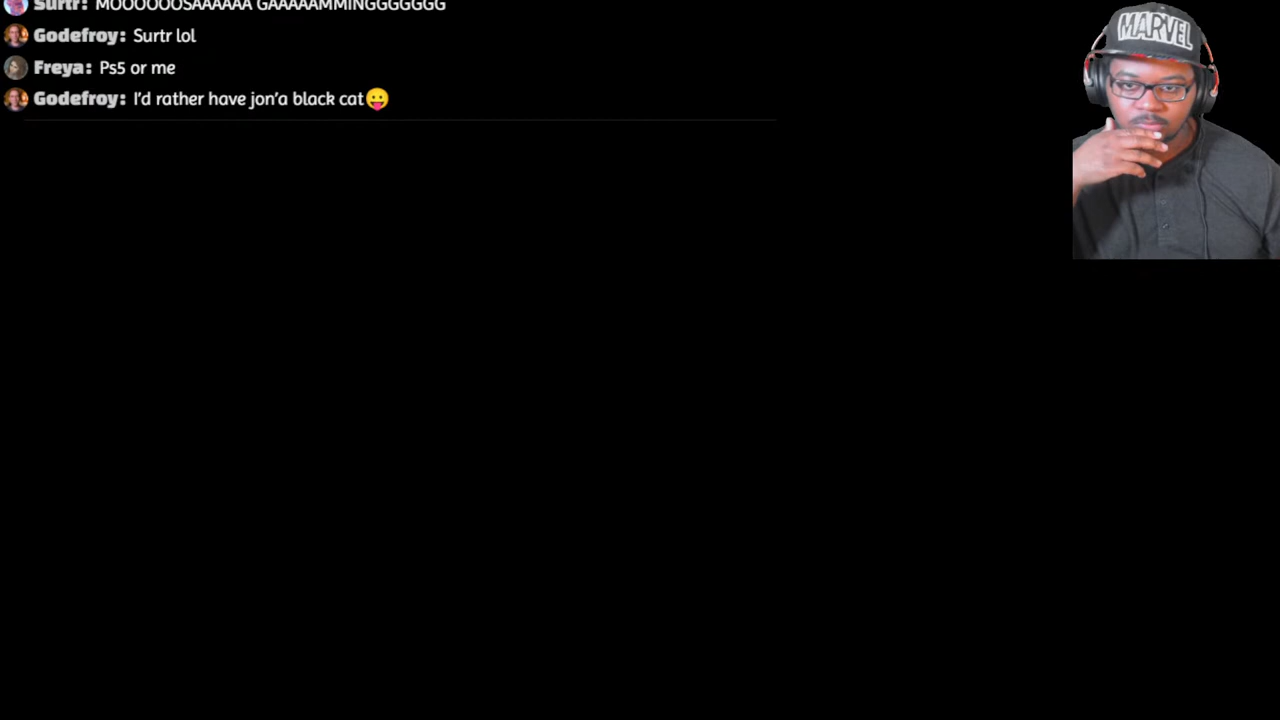 Surtr: MOOOOOOSAAAAAA GAAAAAMMINGGGGGGG
Godefroy: Surtr lol
Freya: Ps5 or me
Godefroy: I'd rather have jon'a black cat😛
MARVEL